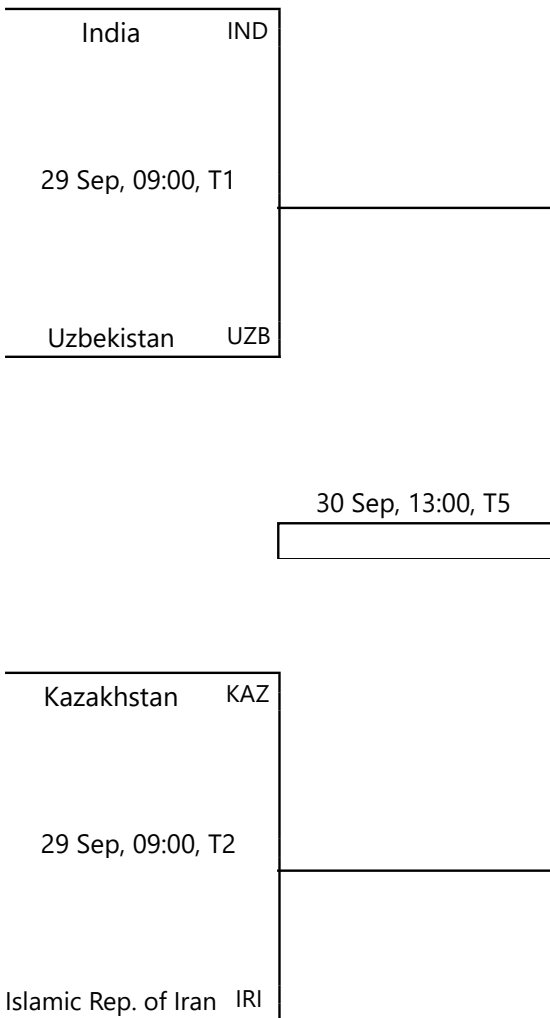 India IND
29 Sep, 09:00, T1
Uzbekistan UZB
30 Sep, 13:00, T5
Kazakhstan KAZ
29 Sep, 09:00, T2
Islamic Rep. of Iran IRI